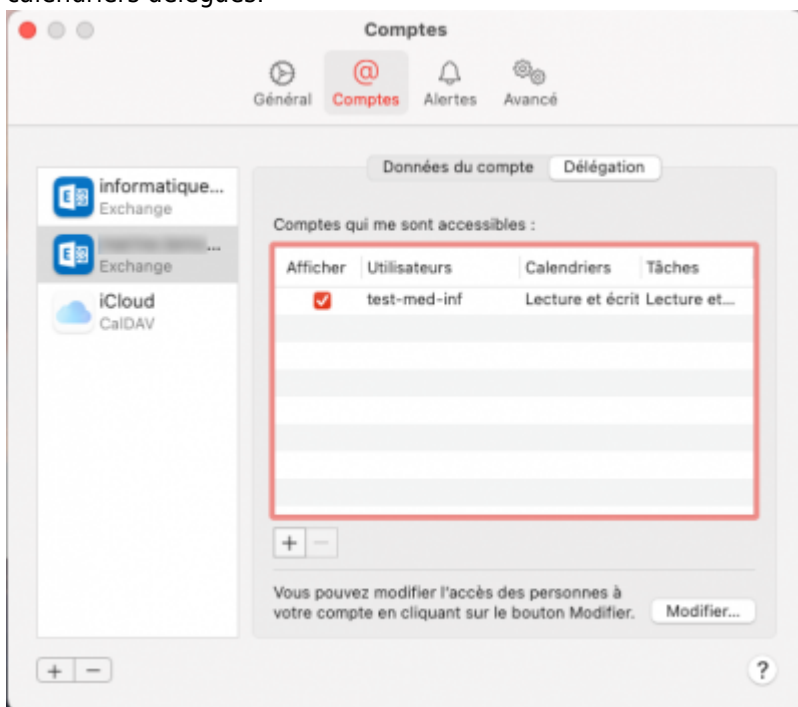 calendriers délégués.
Comptes
Général Comptes Alertes Avancé
Données du compte Délégation
informatique...
Exchange
...
Exchange
iCloud
CalDAV
Comptes qui me sont accessibles :
Afficher Utilisateurs Calendriers Tâches
test-med-inf Lecture et écrit Lecture et...
+ −
Vous pouvez modifier l'accès des personnes à
votre compte en cliquant sur le bouton Modifier. Modifier...
+ − ?